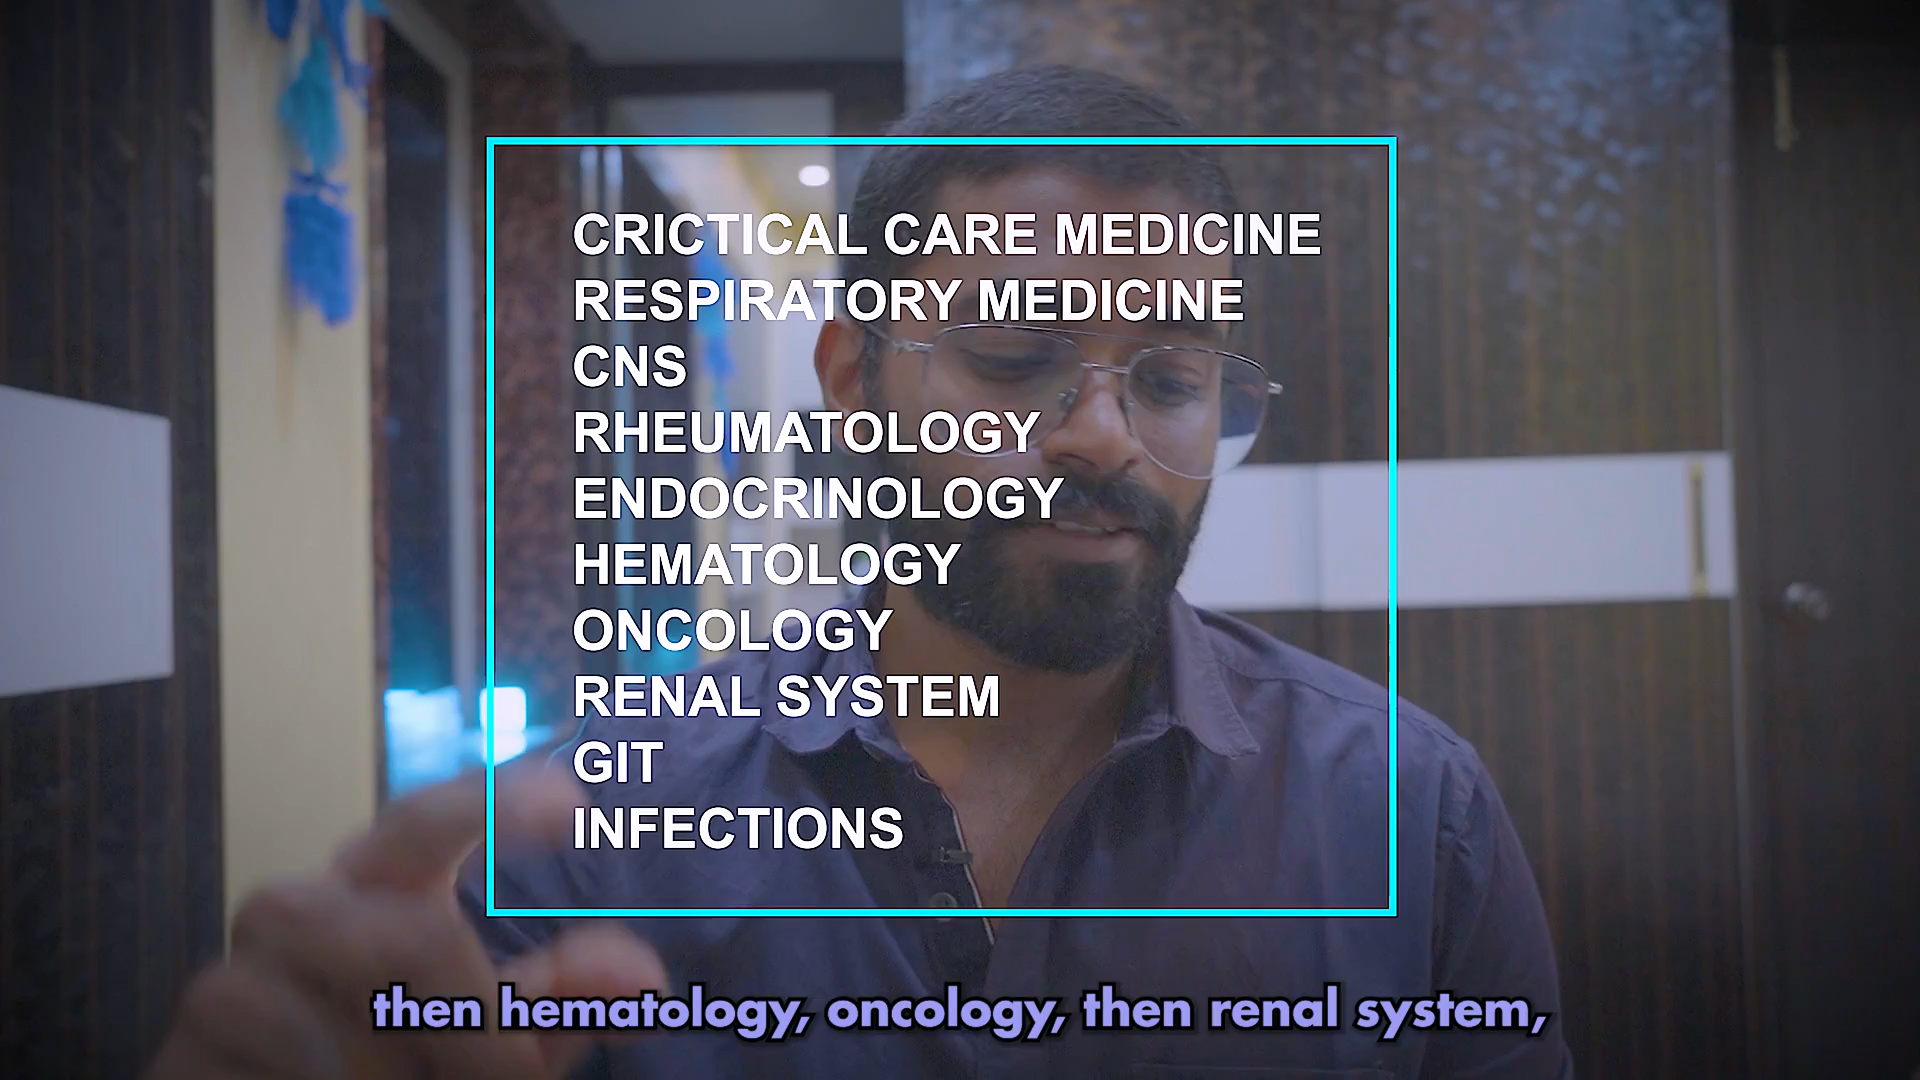 CRICTICAL CARE MEDICINE
RESPIRATORY MEDICINE
CNS
RHEUMATOLOGY
ENDOCRINOLOGY
HEMATOLOGY
ONCOLOGY
RENAL SYSTEM
GIT
INFECTIONS
then hematology, oncology, then renal system,